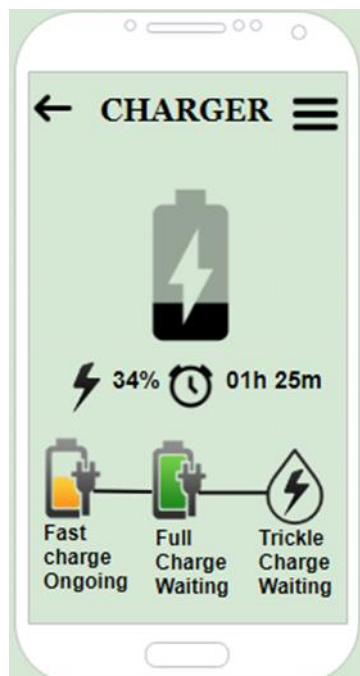 CHARGER
34% 01h 25m
Fast
charge
Ongoing
Full
Charge
Waiting
Trickle
Charge
Waiting